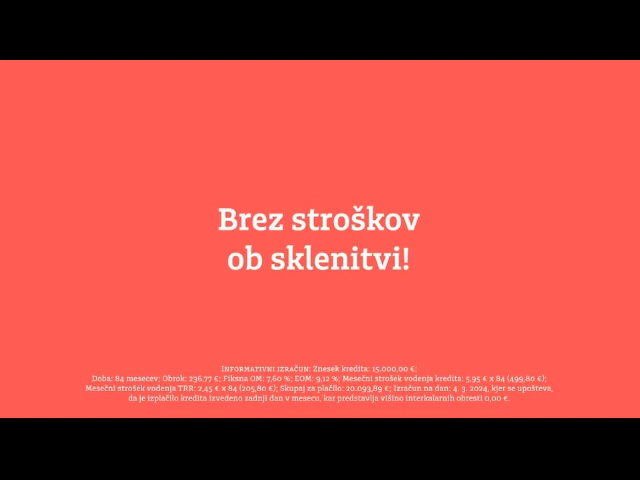 Brez stroškov
ob sklenitvi!
Informativni izračun: Znesek kredita: 15.000,00 €;
Doba: 84 mesecev; Obrok: 236,77 €; Fiksna OM: 7,60 %; EOM: 9,12 %; Mesečni strošek vodenja kredita: 5,95 € x 84 (499,80 €);
Mesečni strošek vodenja TRR: 2,45 € x 84 (205,80 €); Skupaj za plačilo: 20.093,89 €; Izračun na dan: 4. 3. 2024, kjer se upošteva,
da je izplačilo kredita izvedeno zadnji dan v mesecu, kar predstavlja višino interkalarnih obresti 0,00 €.